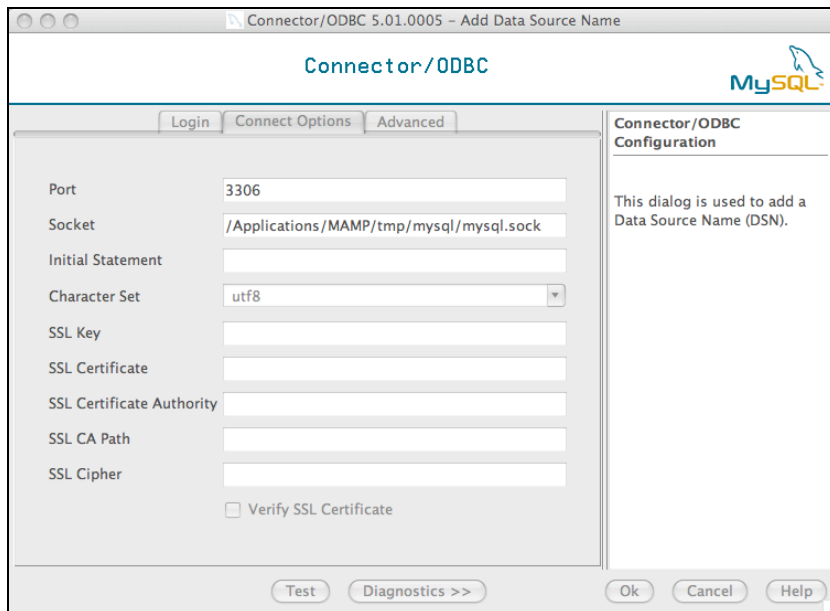 Connector/ODBC 5.01.0005 – Add Data Source Name
Connector/ODBC
MySQL
Login Connect Options Advanced
Port 3306
Socket /Applications/MAMP/tmp/mysql/mysql.sock
Initial Statement
Character Set utf8
SSL Key
SSL Certificate
SSL Certificate Authority
SSL CA Path
SSL Cipher
Verify SSL Certificate
Connector/ODBC
Configuration
This dialog is used to add a
Data Source Name (DSN).
Test Diagnostics >> Ok Cancel Help